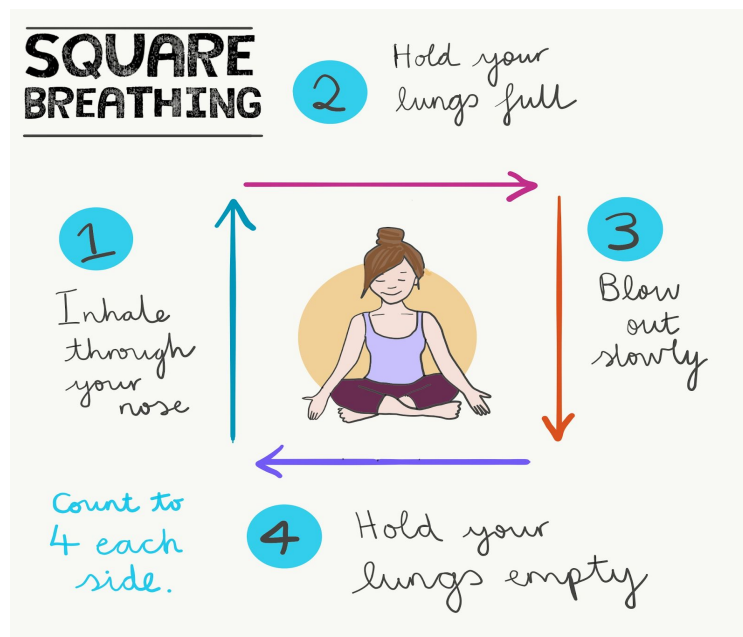 SQUARE
BREATHING
1
Inhale
through
your
nose
2
Hold your
lungs full
3
Blow
out
slowly
4
Hold your
lungs empty
Count to
4 each
side.